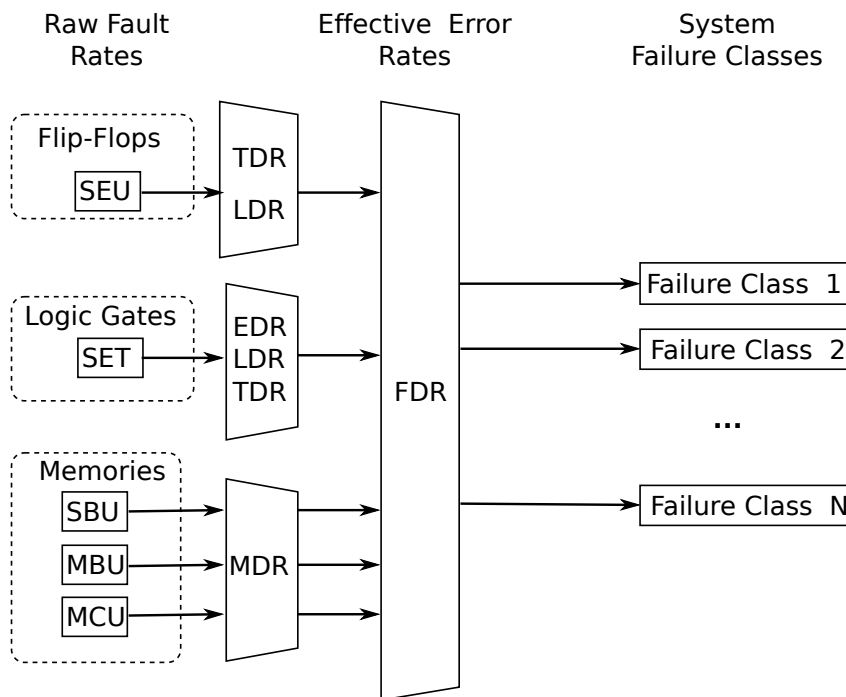 Raw Fault
Rates
Effective Error
Rates
System
Failure Classes
Flip-Flops
SEU
TDR
LDR
Logic Gates
SET
EDR
LDR
TDR
Memories
SBU
MBU
MCU
MDR
FDR
Failure Class 1
Failure Class 2
...
Failure Class N